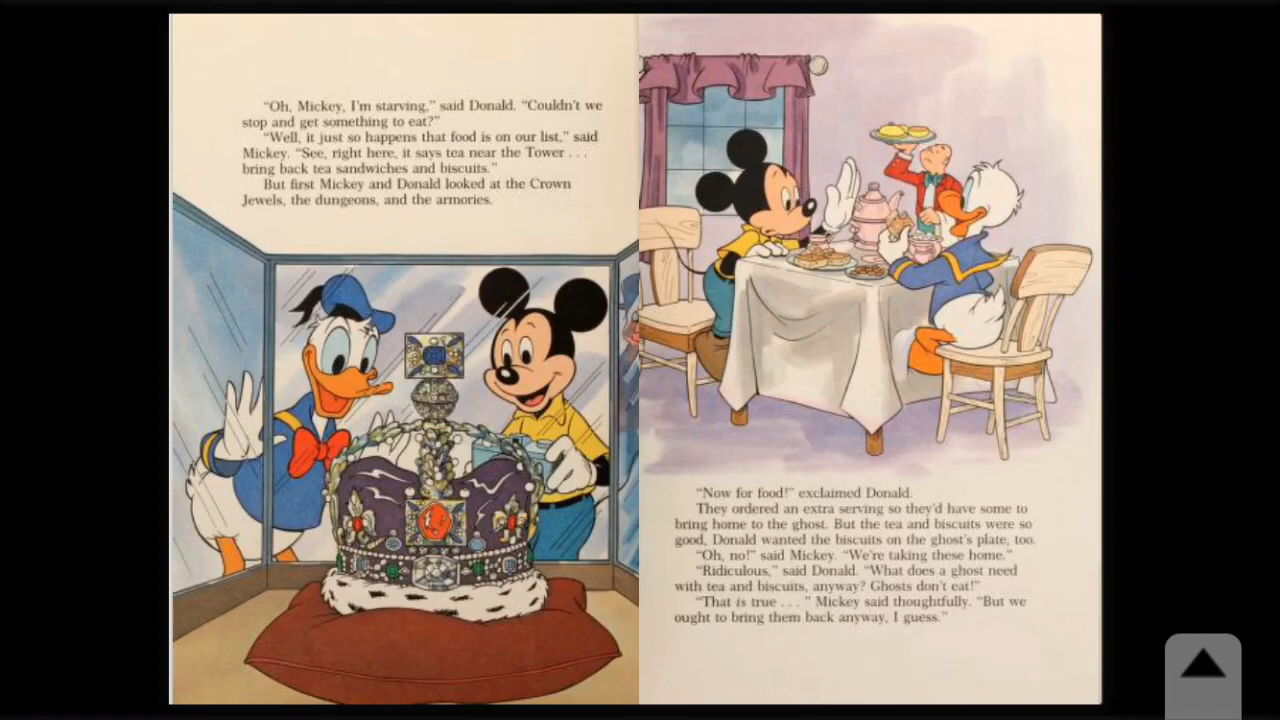 “Oh, Mickey, I'm starving,” said Donald. “Couldn't we
stop and get something to eat?”
“Well, it just so happens that food is on our list,” said
Mickey. “See, right here, it says tea near the Tower . . .
bring back tea sandwiches and biscuits.”
But first Mickey and Donald looked at the Crown
Jewels, the dungeons, and the armories.
“Now for food!” exclaimed Donald.
They ordered an extra serving so they'd have some to
bring home to the ghost. But the tea and biscuits were so
good, Donald wanted the biscuits on the ghost's plate, too.
“Oh, no!” said Mickey. “We're taking these home.”
“Ridiculous,” said Donald. “What does a ghost need
with tea and biscuits, anyway? Ghosts don't eat!”
“That is true . . . ” Mickey said thoughtfully. “But we
ought to bring them back anyway, I guess.”